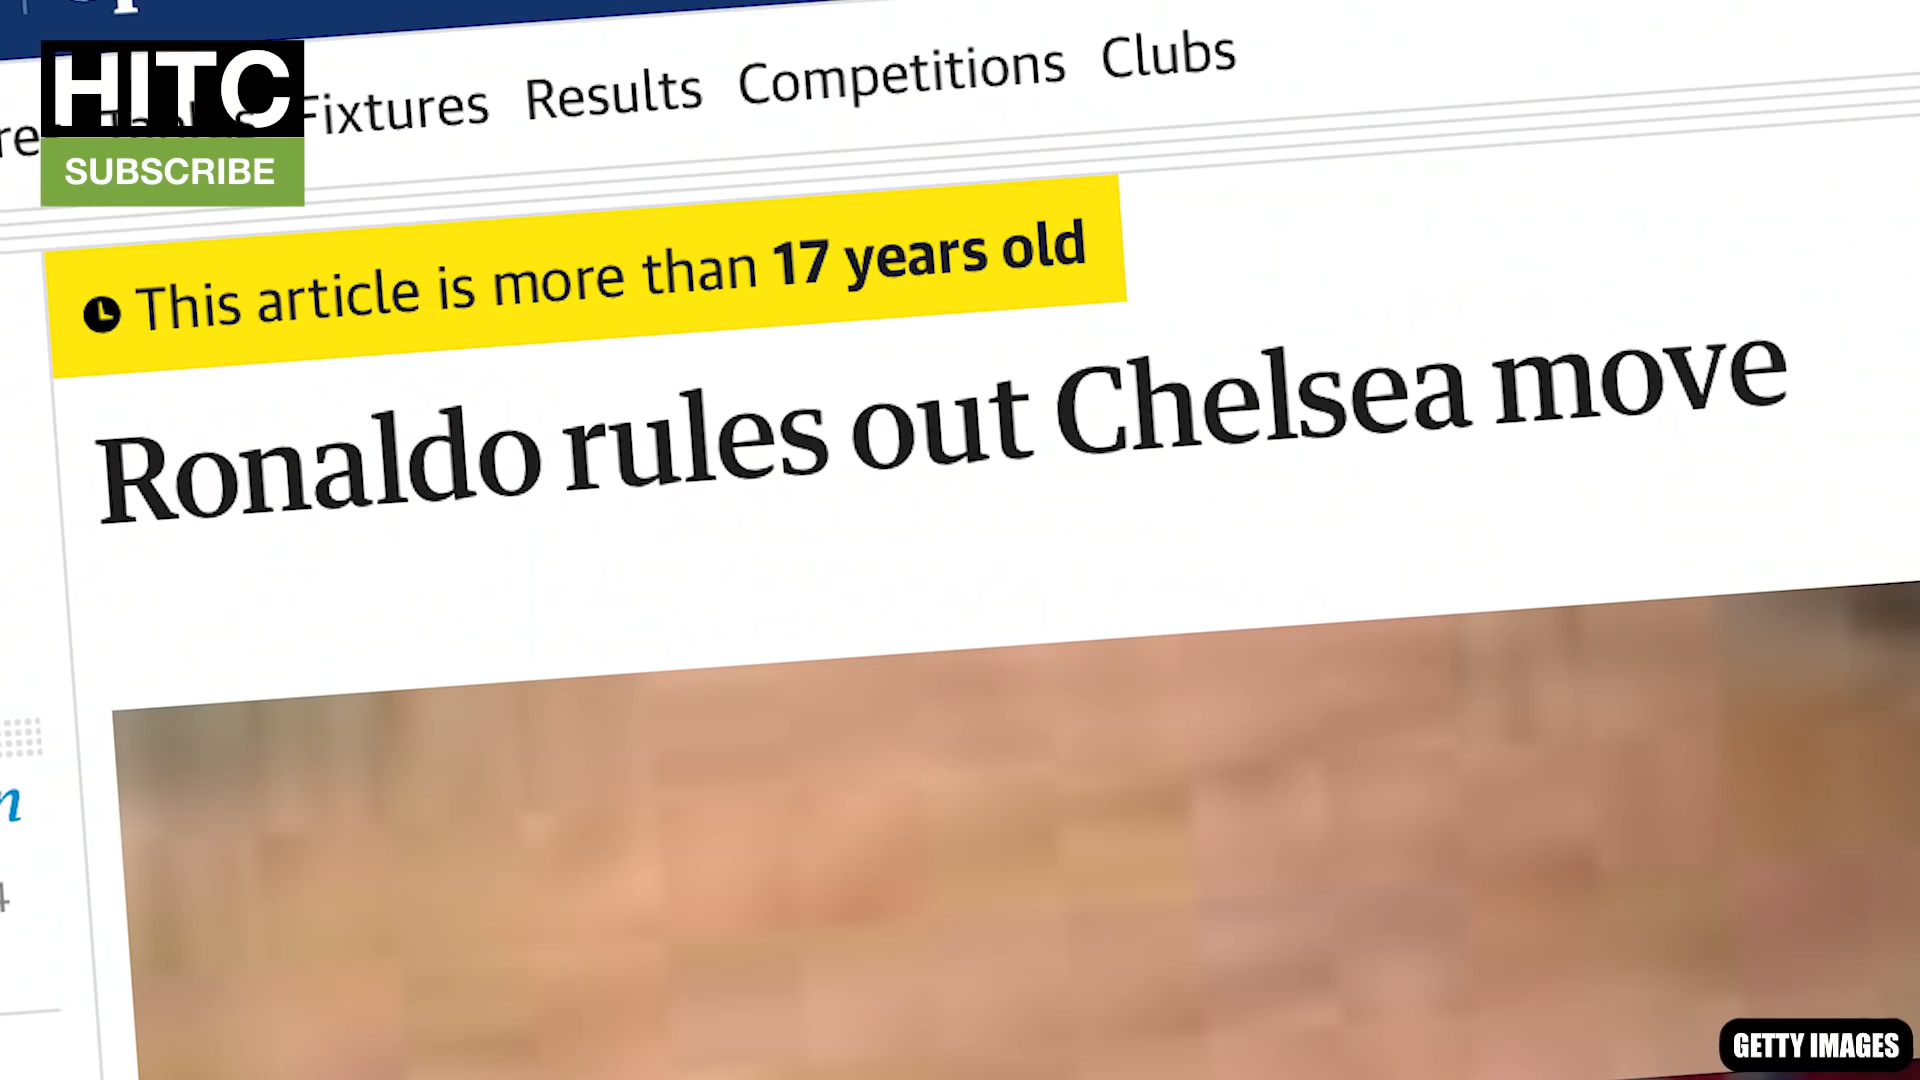 HITC
SUBSCRIBE
Fixtures Results Competitions Clubs
This article is more than 17 years old
Ronaldo rules out Chelsea move
GETTY IMAGES